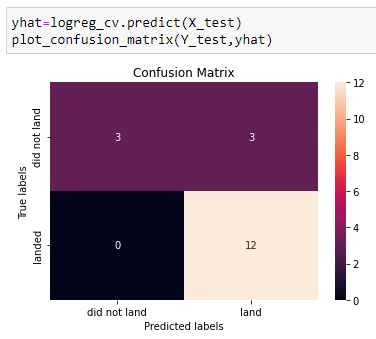 yhat=logreg_cv.predict(X_test)
plot_confusion_matrix(Y_test,yhat)
Confusion Matrix
True labels
did not land
landed
3
3
0
12
did not land
land
Predicted labels
12
10
8
6
4
2
0